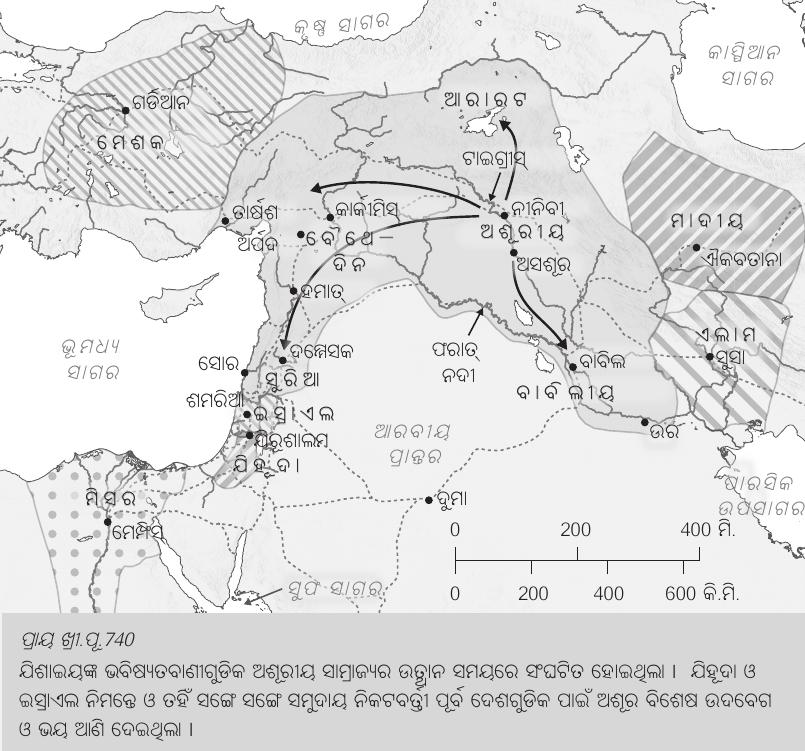 କୃଷ୍ଣ ସାଗର
କାସ୍ପିଆନ
ସାଗର
ଗର୍ଡିଆନ
ମେଶକ
ଆରାରଟ
ଟାଇଗ୍ରୀସ୍
ତାର୍ଷଶ
କାର୍କୀମିସ୍
ନୀନିବୀ
ଅଶୂରୀୟ
ଅପଦ
ବୈଥେ–
ଦିନ
ଅସଶୂର
ମାଦୀୟ
ଐକବତାନା
ହମାତ୍
ଭୂମଧ୍ୟ
ସାଗର
ଦମ୍ମେସକ
ସୋର
ସୁରିଆ
ଫରାତ୍
ନଦୀ
ଏଲାମ
ସୁସା
ବାବିଲ
ବାବିଲୀୟ
ଶମରିଆ
ଇସ୍ରାଏଲ
ଯିରୁଶାଲମ
ଯିହୂଦା
ଆରବୀୟ
ପ୍ରାନ୍ତର
ଉର
ପାରସିକ
ଉପସାଗର
ମିସର
ମେମ୍ଫିସ
ଦୁମା
ସୁଫ ସାଗର
0 200 400 ମି.
0 200 400 600 କି.ମି.
ପ୍ରାୟ ଖ୍ରୀ.ପୂ.740
ଯିଶାଇୟଙ୍କ ଭବିଷ୍ୟତବାଣୀଗୁଡିକ ଅଶୂରୀୟ ସାମ୍ରାଜ୍ୟର ଉତ୍ଥାନ ସମୟରେ ସଂଘଟିତ ହୋଇଥିଲା । ଯିହୂଦା ଓ
ଇସ୍ରାଏଲ ନିମନ୍ତେ ଓ ତହିଁ ସଙ୍ଗେ ସଙ୍ଗେ ସମୁଦାୟ ନିକଟବର୍ତ୍ତୀ ପୂର୍ବ ଦେଶଗୁଡିକ ପାଇଁ ଅଶୂର ବିଶେଷ ଉଦବେଗ
ଓ ଭୟ ଆଣି ଦେଇଥିଲା ।